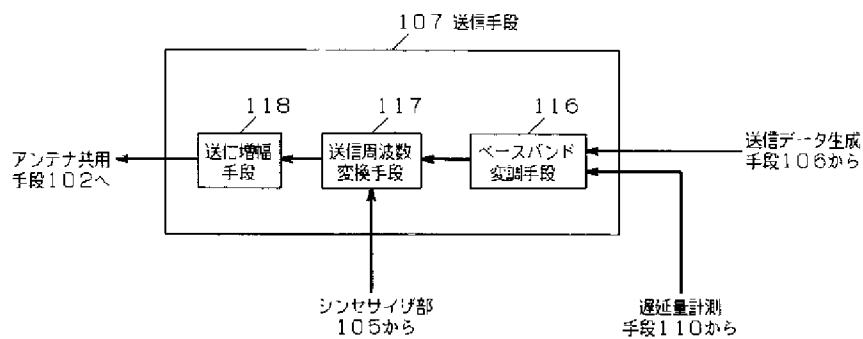 107 送信手段
118
117
116
送信増幅
手段
送信周波数
変換手段
ベースバンド
変調手段
アンテナ共用
手段102へ
送信データ生成
手段106から
シンセサイザ部
105から
遅延量計測
手段110から